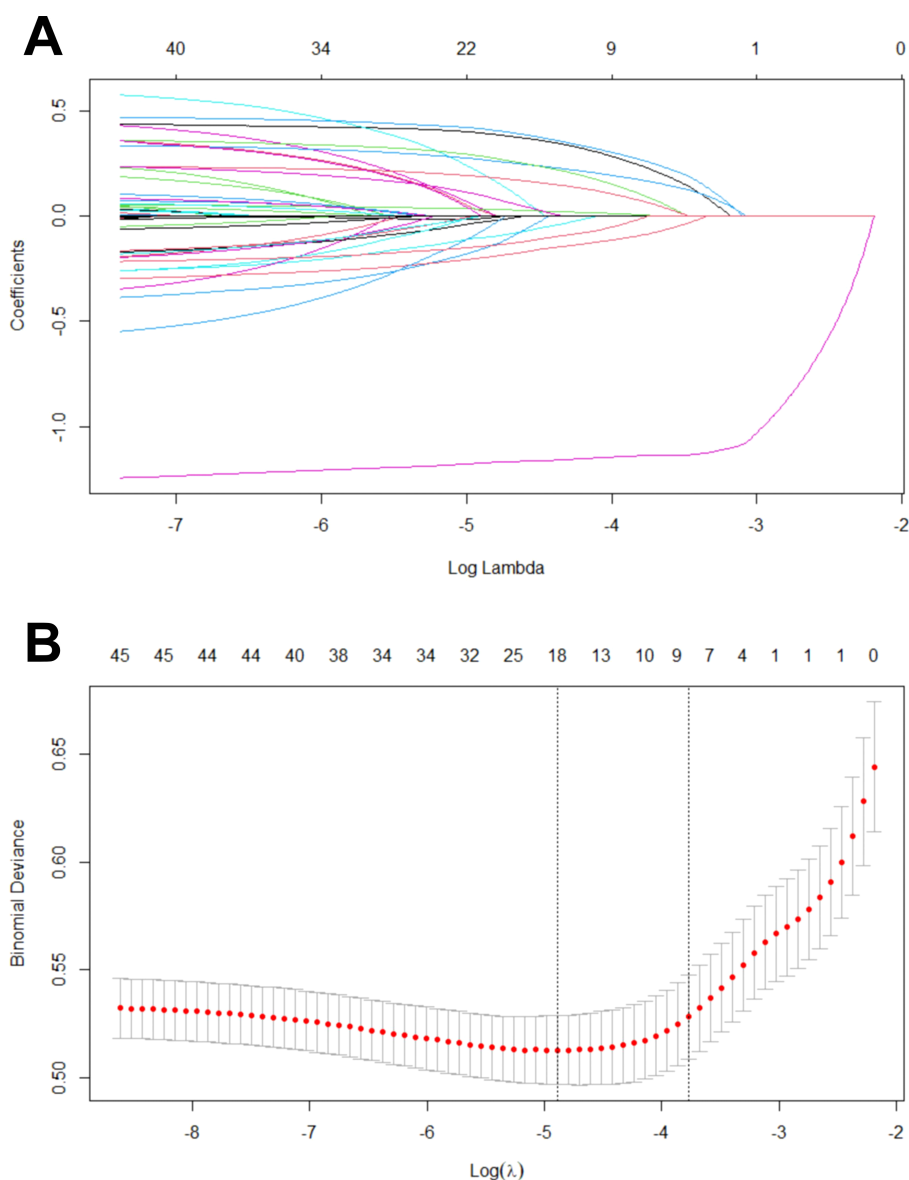 A
40 34 22 9 1 0
0.5
0.0
-0.5
-1.0
Coefficients
-7 -6 -5 -4 -3 -2
Log Lambda
B
45 45 44 44 40 38 34 34 32 25 18 13 10 9 7 4 1 1 1 0
0.65
0.60
0.55
0.50
Binomial Deviance
-8 -7 -6 -5 -4 -3 -2
Log(λ)